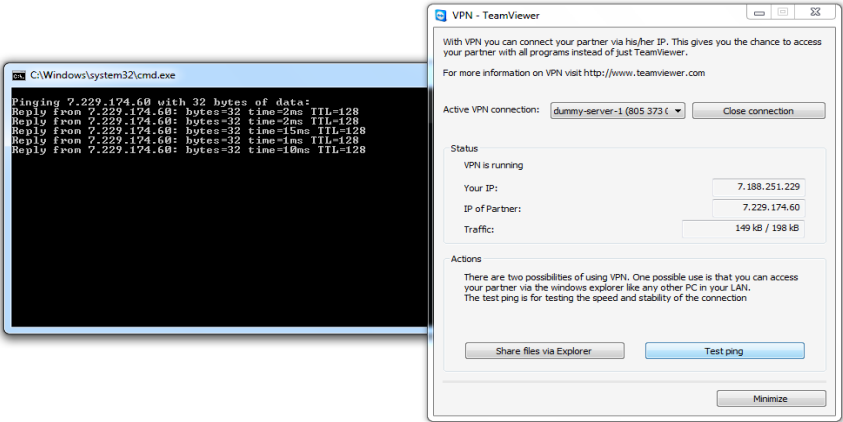 C:\Windows\system32\cmd.exe
Pinging 7.229.174.60 with 32 bytes of data:
Reply from 7.229.174.60: bytes=32 time=2ms TTL=128
Reply from 7.229.174.60: bytes=32 time=2ms TTL=128
Reply from 7.229.174.60: bytes=32 time=15ms TTL=128
Reply from 7.229.174.60: bytes=32 time=1ms TTL=128
Reply from 7.229.174.60: bytes=32 time=10ms TTL=128
VPN - TeamViewer
With VPN you can connect your partner via his/her IP. This gives you the chance to access
your partner with all programs instead of just TeamViewer.
For more information on VPN visit http://www.teamviewer.com
Active VPN connection: dummy-server-1 (805 373 ( Close connection
Status
VPN is running
Your IP: 7.188.251.229
IP of Partner: 7.229.174.60
Traffic: 149 kB / 198 kB
Actions
There are two possibilities of using VPN. One possible use is that you can access
your partner via the windows explorer like any other PC in your LAN.
The test ping is for testing the speed and stability of the connection
Share files via Explorer Test ping
Minimize